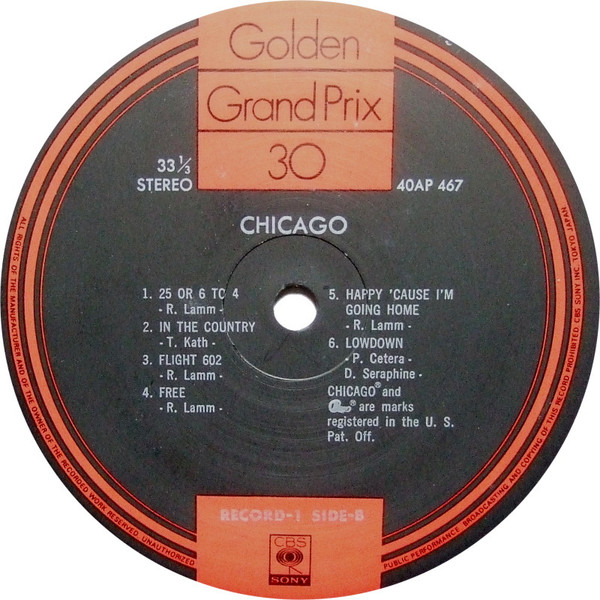 Golden
Grand Prix
30
33 1/3
STEREO
40AP 467
CHICAGO
1. 25 OR 6 TO 4
- R. Lamm -
2. IN THE COUNTRY
- T. Kath -
3. FLIGHT 602
- R. Lamm -
4. FREE
- R. Lamm -
5. HAPPY 'CAUSE I'M
GOING HOME
- R. Lamm -
6. LOWDOWN
- P. Cetera -
D. Seraphine -
CHICAGO® and
® are marks
registered in the U. S.
Pat. Off.
RECORD-1 SIDE-B
CBS
SONY
ALL RIGHTS OF THE MANUFACTURER AND OF THE OWNER OF THE RECORDED WORK RESERVED. UNAUTHORIZED
PUBLIC PERFORMANCE BROADCASTING AND COPYING OF THIS RECORD PROHIBITED. CBS SONY INC. TOKYO JAPAN